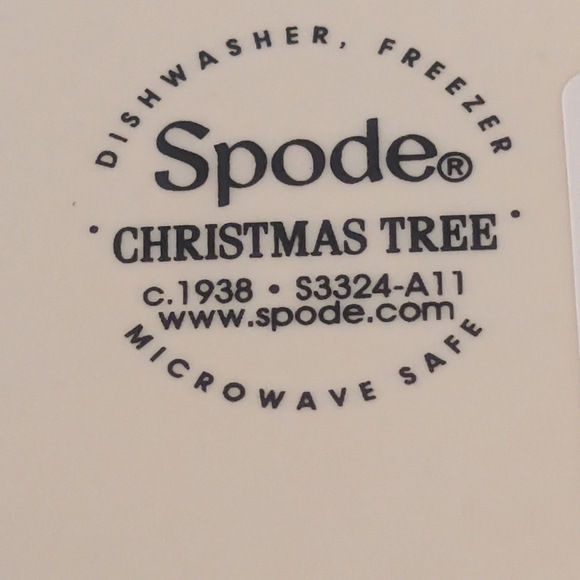 DISHWASHER, FREEZER
Spode®
· CHRISTMAS TREE ·
c.1938 • S3324-A11
www.spode.com
MICROWAVE SAFE